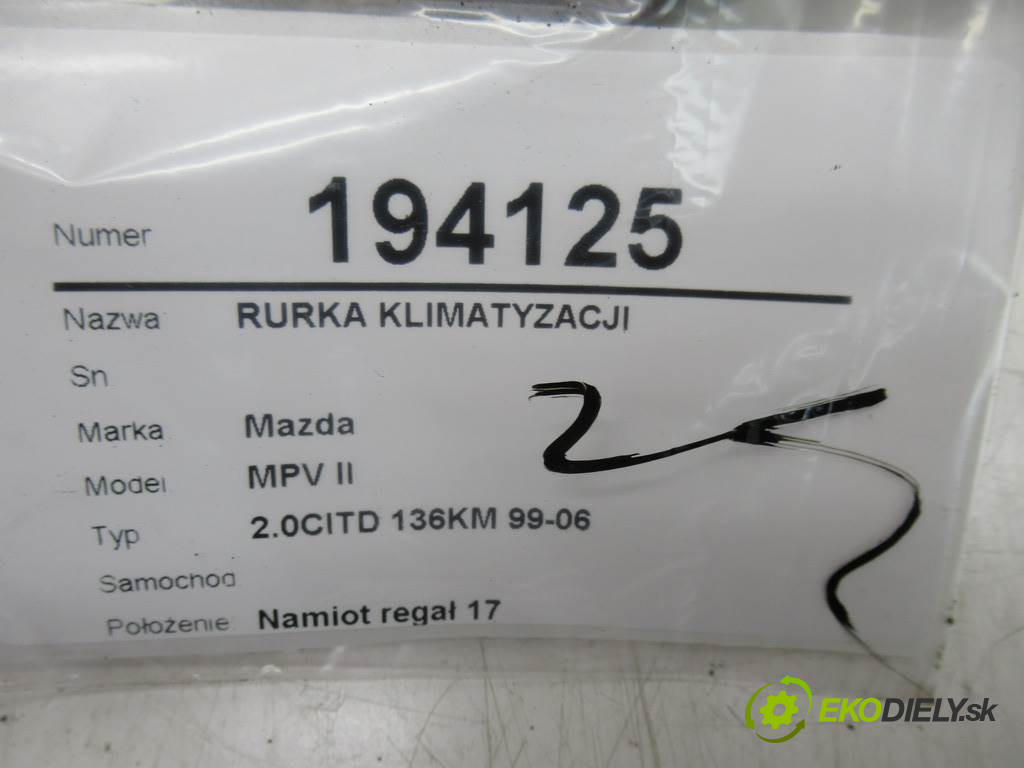 Numer 194125
Nazwa RURKA KLIMATYZACJI
Sn
Marka Mazda
Model MPV II
Typ 2.0CITD 136KM 99-06
Samochod
Położenie Namiot regał 17
EKODIELY.sk